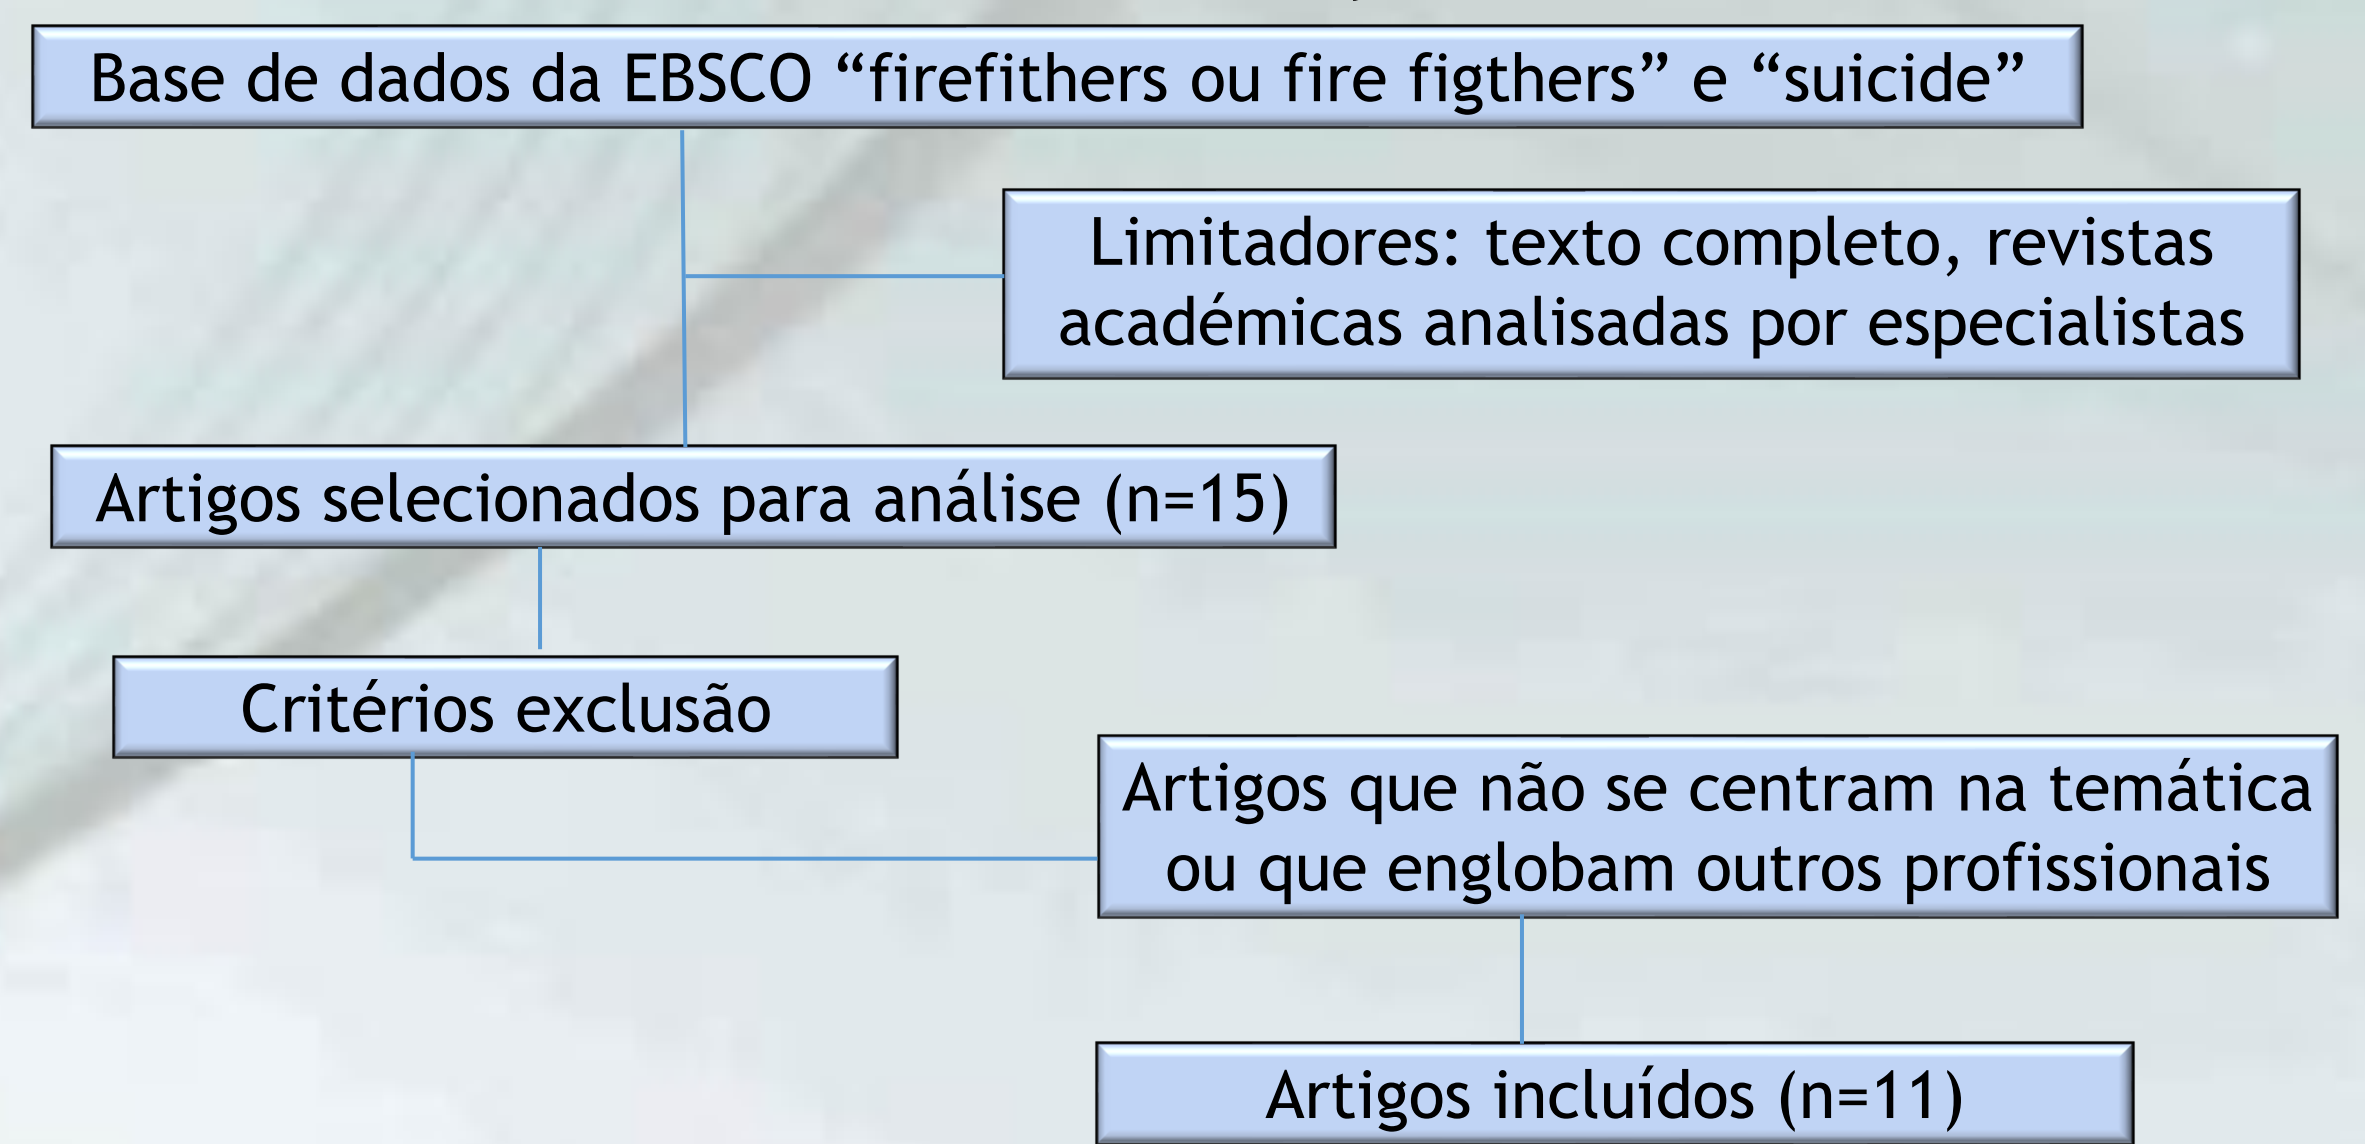 Base de dados da EBSCO “firefithers ou fire figthers” e “suicide”
Limitadores: texto completo, revistas
académicas analisadas por especialistas
Artigos selecionados para análise (n=15)
Critérios exclusão
Artigos que não se centram na temática
ou que englobam outros profissionais
Artigos incluídos (n=11)